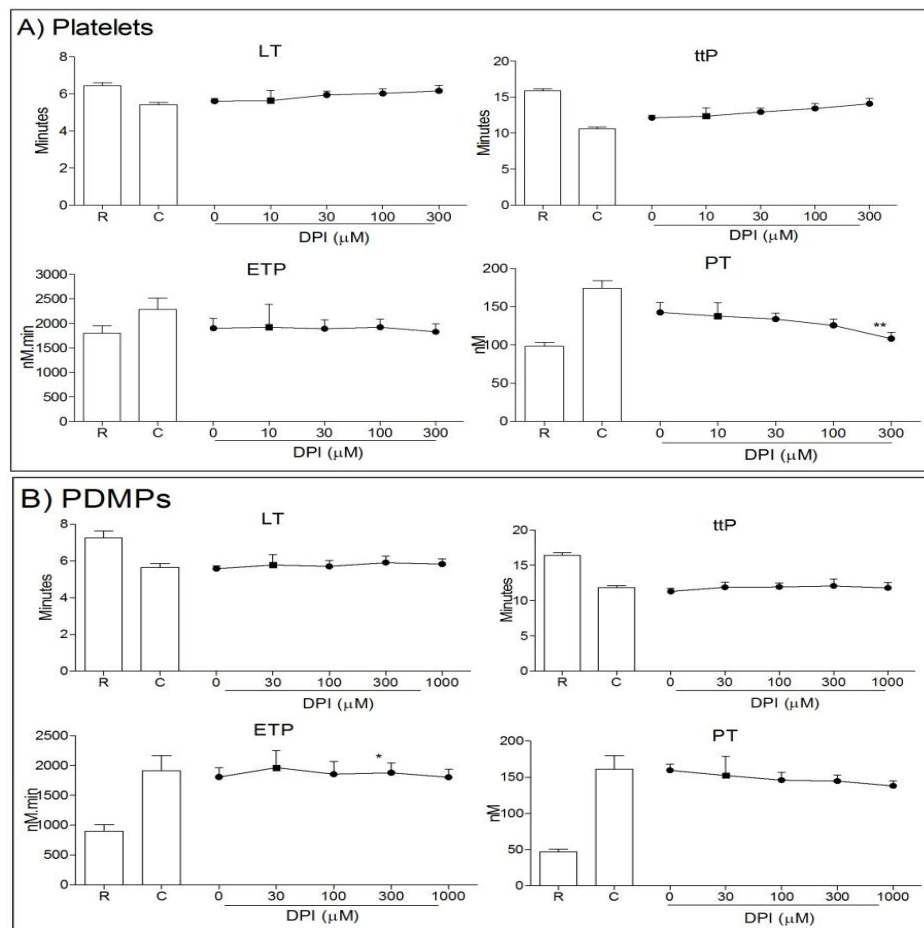 A) Platelets
LT
8
6
4
2
0
Minutes
R C 0 10 30 100 300
DPI (µM)
ttP
20
15
10
5
0
Minutes
R C 0 10 30 100 300
DPI (µM)
ETP
3000
2500
2000
1500
1000
500
0
nM.min
R C 0 10 30 100 300
DPI (µM)
PT
200
150
100
50
0
nM
**
R C 0 10 30 100 300
DPI (µM)
B) PDMPs
LT
8
6
4
2
0
Minutes
R C 0 30 100 300 1000
DPI (µM)
ttP
20
15
10
5
0
Minutes
R C 0 30 100 300 1000
DPI (µM)
ETP
2500
2000
1500
1000
500
0
nM.min
*
R C 0 30 100 300 1000
DPI (µM)
PT
200
150
100
50
0
nM
R C 0 30 100 300 1000
DPI (µM)